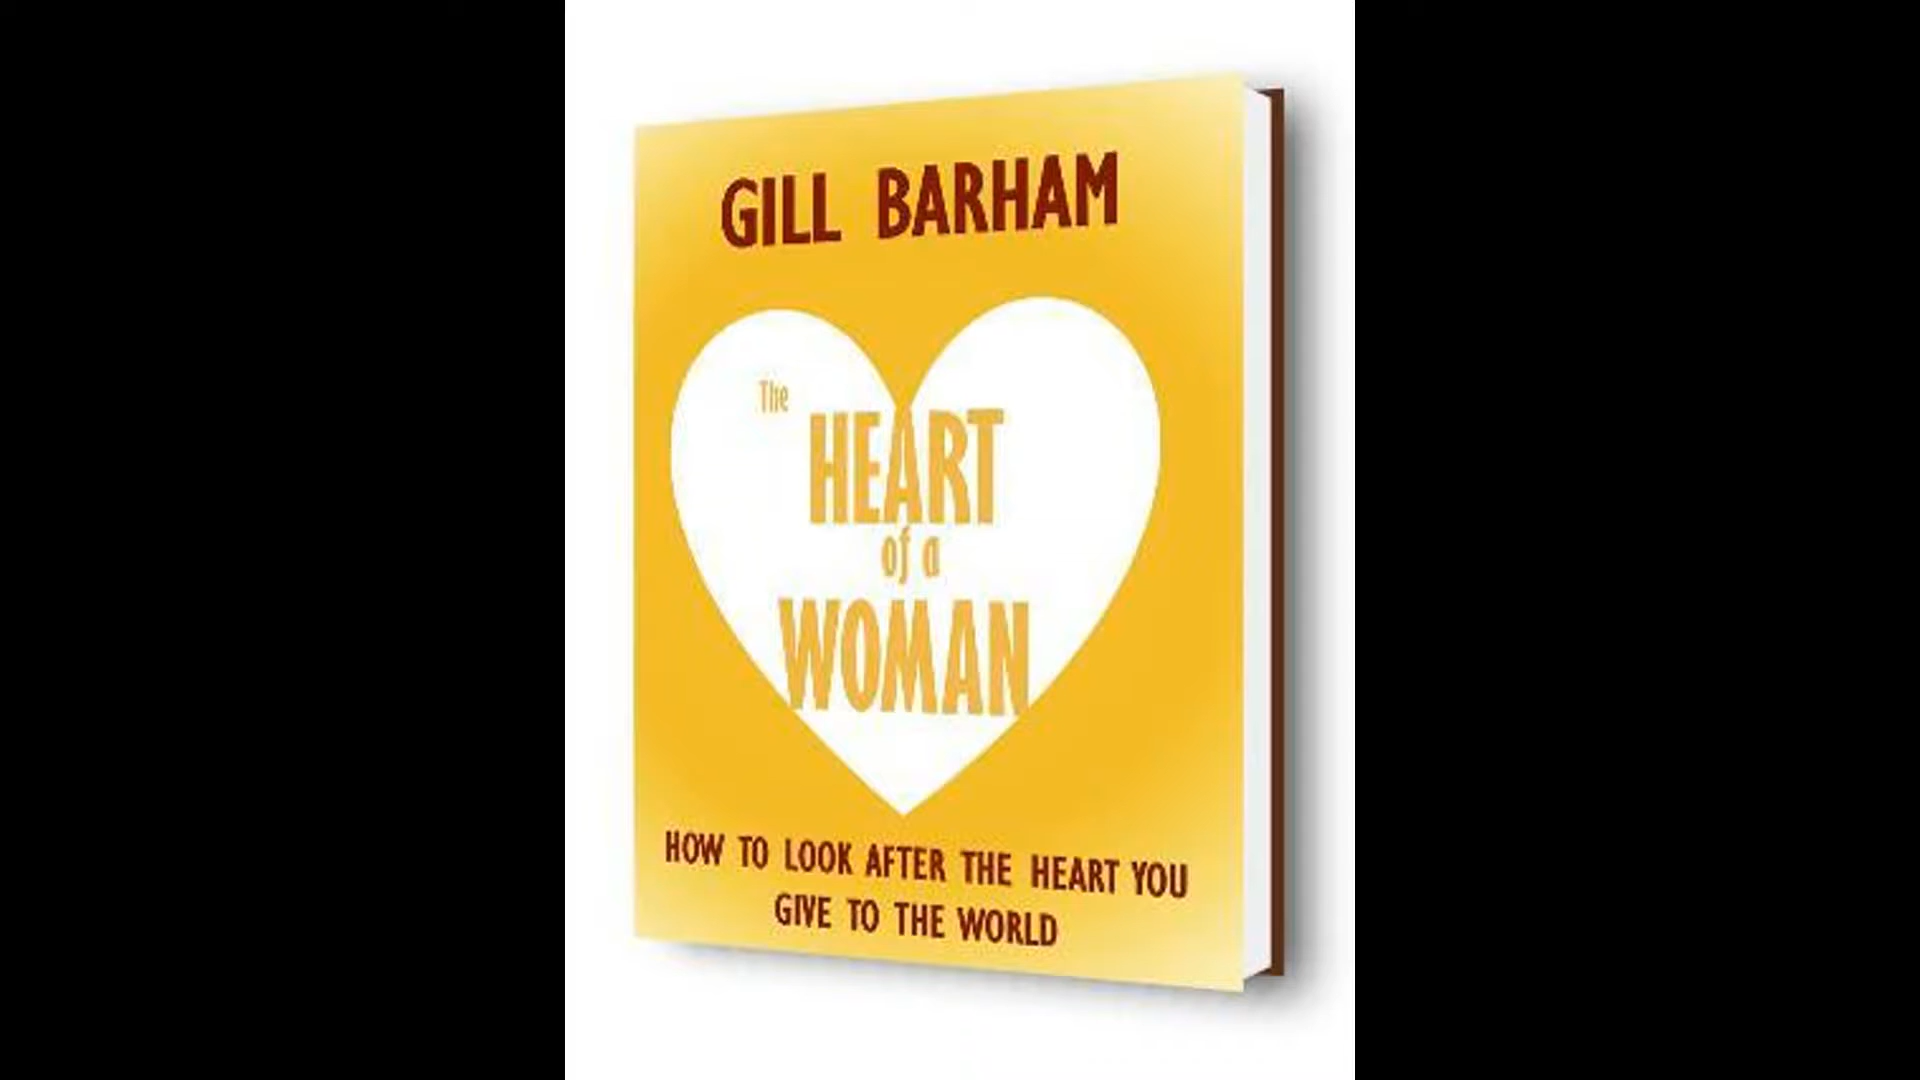 GILL BARHAM
The
HEART
of a
WOMAN
HOW TO LOOK AFTER THE HEART YOU
GIVE TO THE WORLD